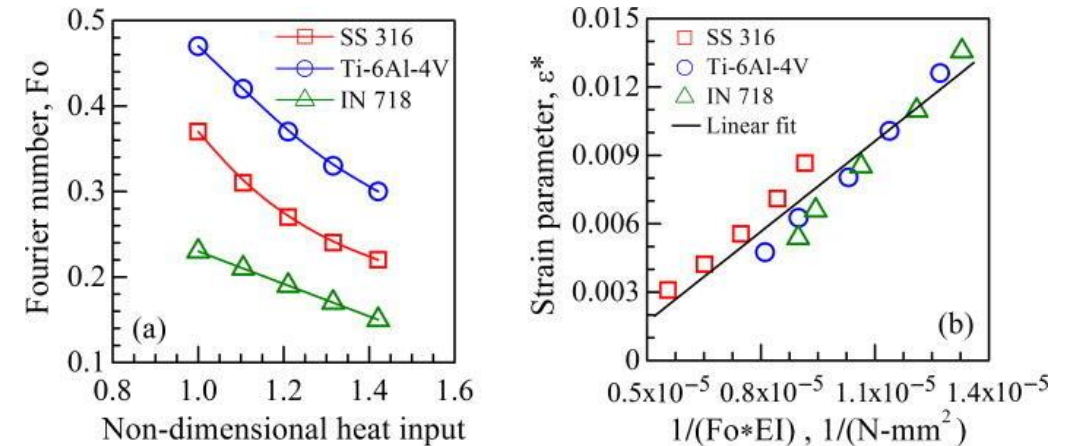 0.5
0.4
0.3
0.2
0.1
Fourier number, Fo
SS 316
Ti-6Al-4V
IN 718
(a)
0.8 1.0 1.2 1.4 1.6
Non-dimensional heat input
0.015
0.012
0.009
0.006
0.003
0
Strain parameter, ε*
SS 316
Ti-6Al-4V
IN 718
Linear fit
(b)
0.5x10⁻⁵ 0.8x10⁻⁵ 1.1x10⁻⁵ 1.4x10⁻⁵
1/(Fo*EI) , 1/(N-mm²)